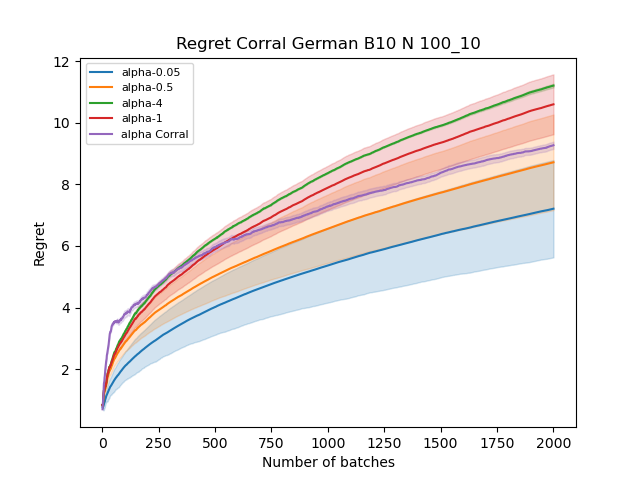 Regret Corral German B10 N 100_10
alpha-0.05
alpha-0.5
alpha-4
alpha-1
alpha Corral
12
10
8
6
4
2
Regret
0
250
500
750
1000
1250
1500
1750
2000
Number of batches